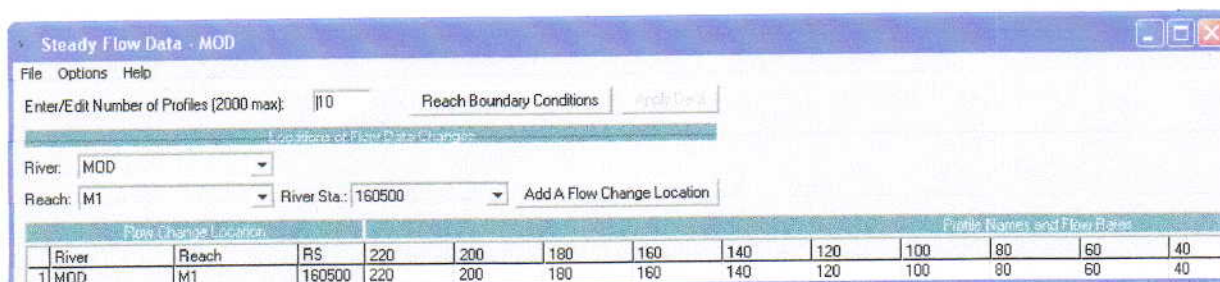 Steady Flow Data - MOD
File Options Help
Enter/Edit Number of Profiles (2000 max): 10 Reach Boundary Conditions Apply Data
Locations of Flow Data Changes
River: MOD
Reach: M1 River Sta.: 160500 Add A Flow Change Location
Flow Change Location Profile Names and Flow Rates
River Reach RS 220 200 180 160 140 120 100 80 60 40
1 MOD M1 160500 220 200 180 160 140 120 100 80 60 40